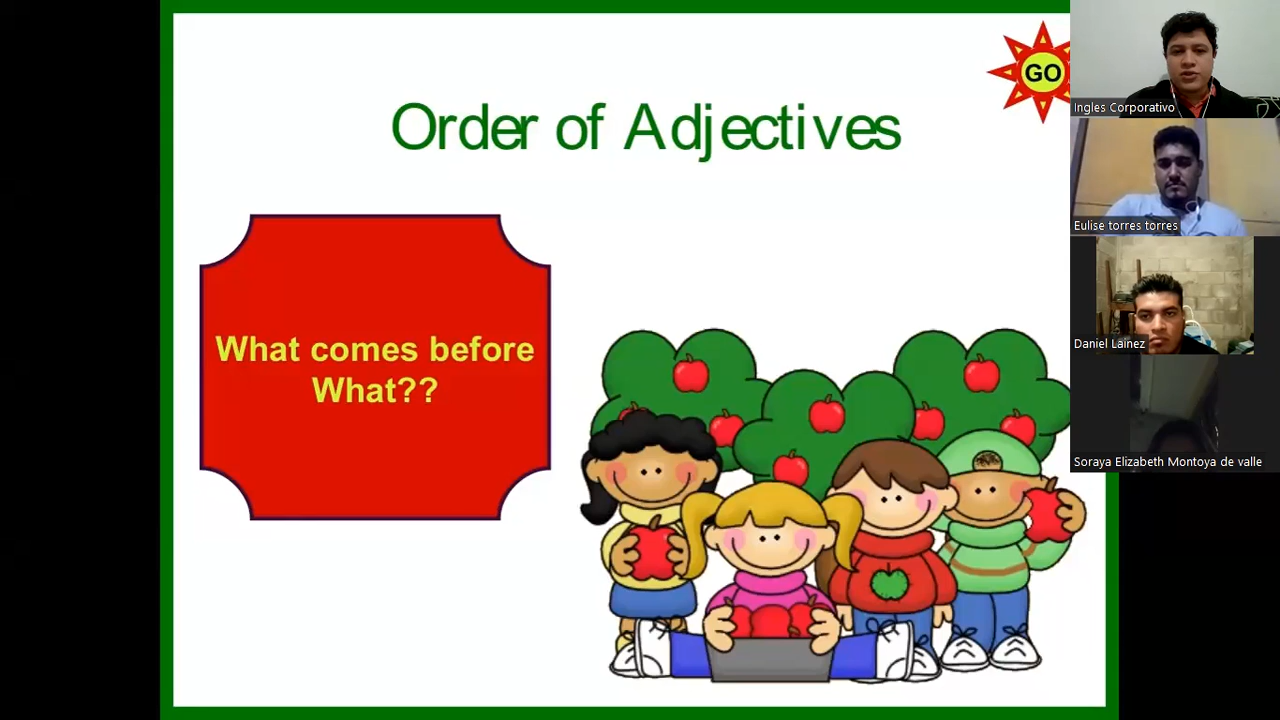 GO
Order of Adjectives
What comes before
What??
Ingles Corporativo
Eulise torres torres
Daniel Láinez
Soraya Elizabeth Montoya de valle